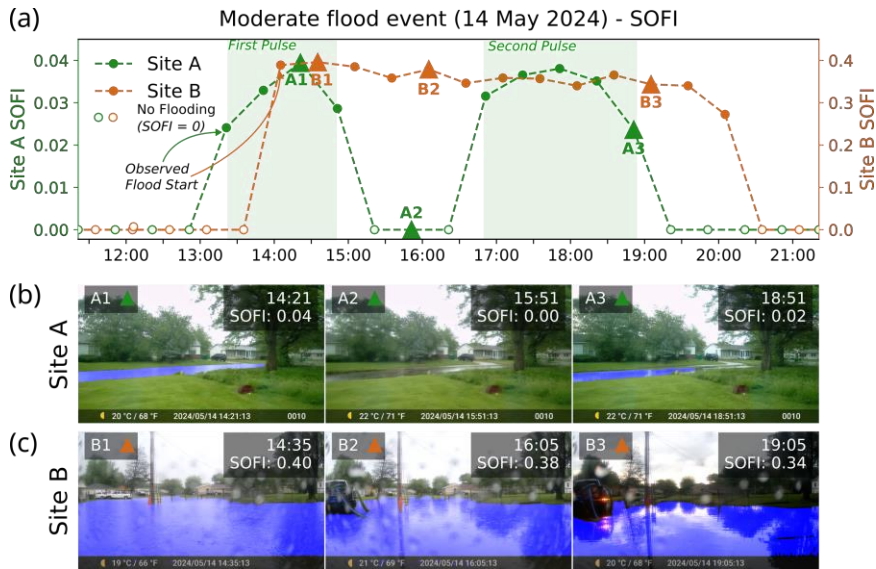 (a)
Moderate flood event (14 May 2024) - SOFI
First Pulse
Second Pulse
Site A
Site B
No Flooding
(SOFI = 0)
Observed
Flood Start
A1
B1
B2
B3
A2
A3
Site A SOFI
0.04
0.03
0.02
0.01
0.00
Site B SOFI
0.4
0.3
0.2
0.1
0.0
12:00 13:00 14:00 15:00 16:00 17:00 18:00 19:00 20:00 21:00
(b)
Site A
A1
14:21
SOFI: 0.04
20 °C / 68 °F 2024/05/14 14:21:13 0010
A2
15:51
SOFI: 0.00
22 °C / 71 °F 2024/05/14 15:51:13 0010
A3
18:51
SOFI: 0.02
22 °C / 71 °F 2024/05/14 18:51:13 0010
(c)
Site B
B1
14:35
SOFI: 0.40
19 °C / 66 °F 2024/05/14 14:35:13
B2
16:05
SOFI: 0.38
21 °C / 69 °F 2024/05/14 16:05:13
B3
19:05
SOFI: 0.34
20 °C / 68 °F 2024/05/14 19:05:13